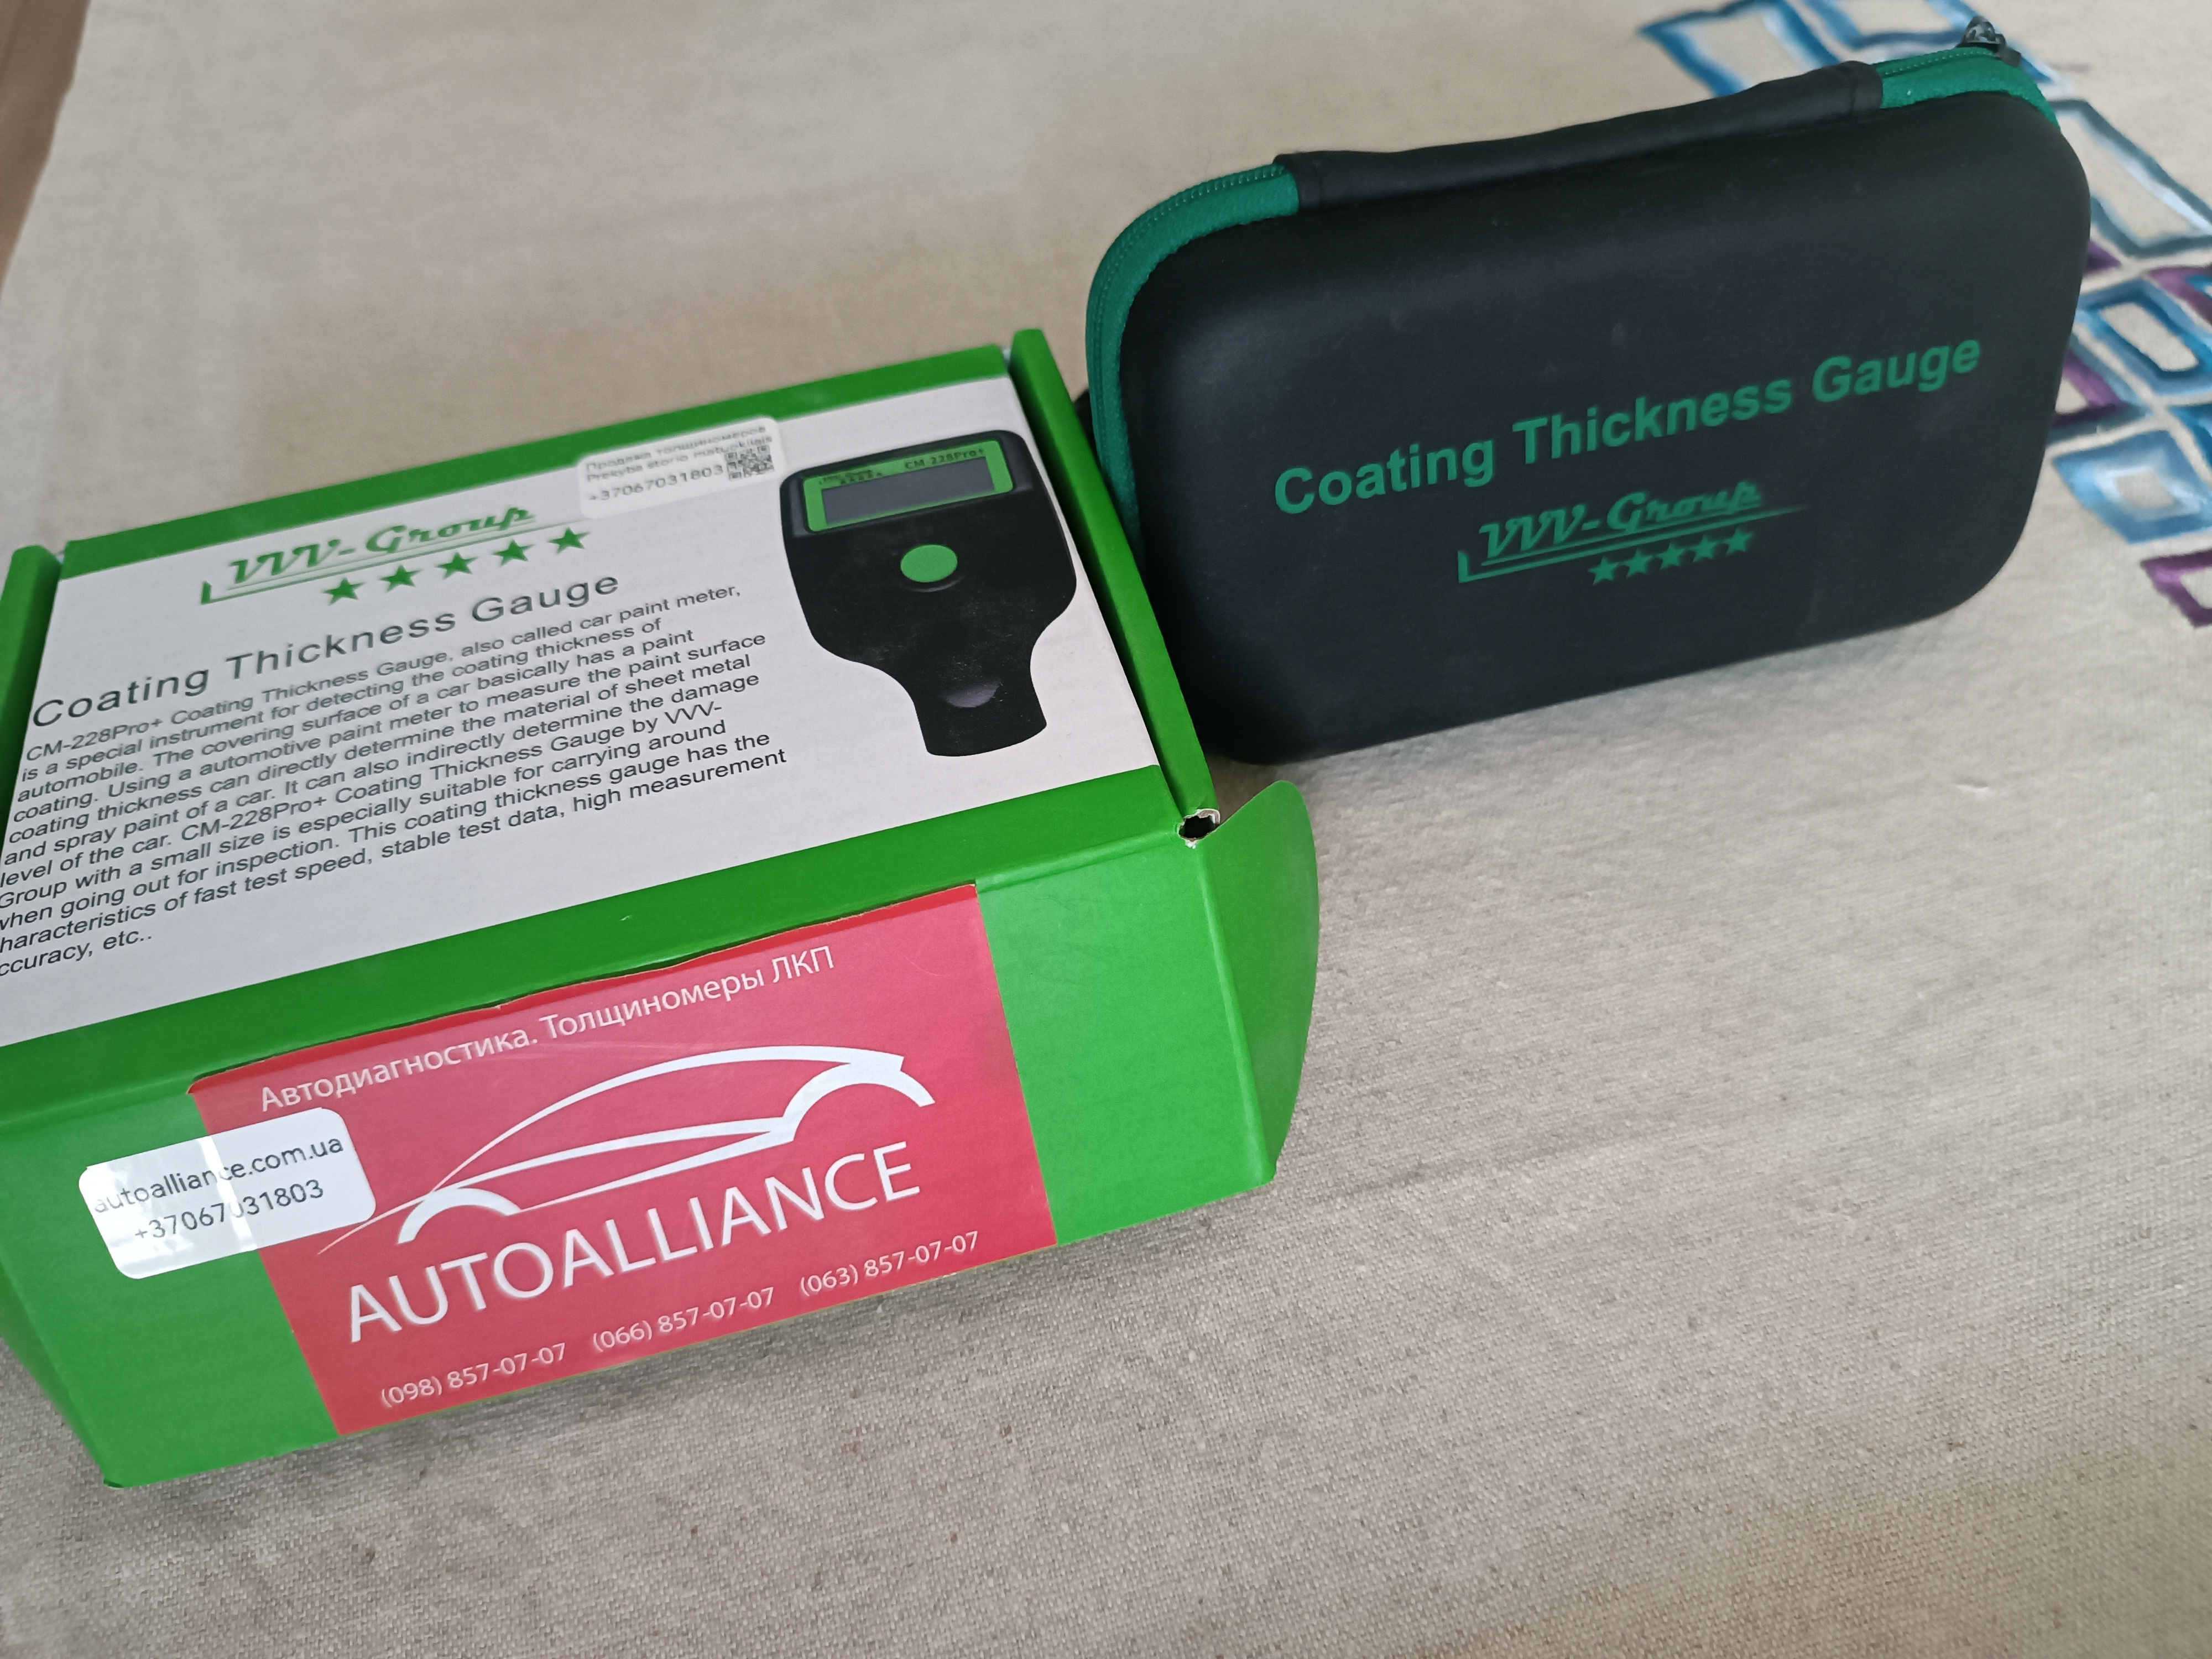 Продажа толщиномеров
Prekyba storio matuokliais
+37067031803
VVV-Group
CM-228Pro+
Coating Thickness Gauge
CM-228Pro+ Coating Thickness Gauge, also called car paint meter,
is a special instrument for detecting the coating thickness of
automobile. The covering surface of a car basically has a paint
coating. Using a automotive paint meter to measure the paint surface
coating thickness can directly determine the material of sheet metal
and spray paint of a car. It can also indirectly determine the damage
level of the car. CM-228Pro+ Coating Thickness Gauge by VVV-
Group with a small size is especially suitable for carrying around
when going out for inspection. This coating thickness gauge has the
haracteristics of fast test speed, stable test data, high measurement
ccuracy, etc..
Автодиагностика. Толщиномеры ЛКП
autoalliance.com.ua
+37067031803
AUTOALLIANCE
(098) 857-07-07 (066) 857-07-07 (063) 857-07-07
Coating Thickness Gauge
VVV-Group